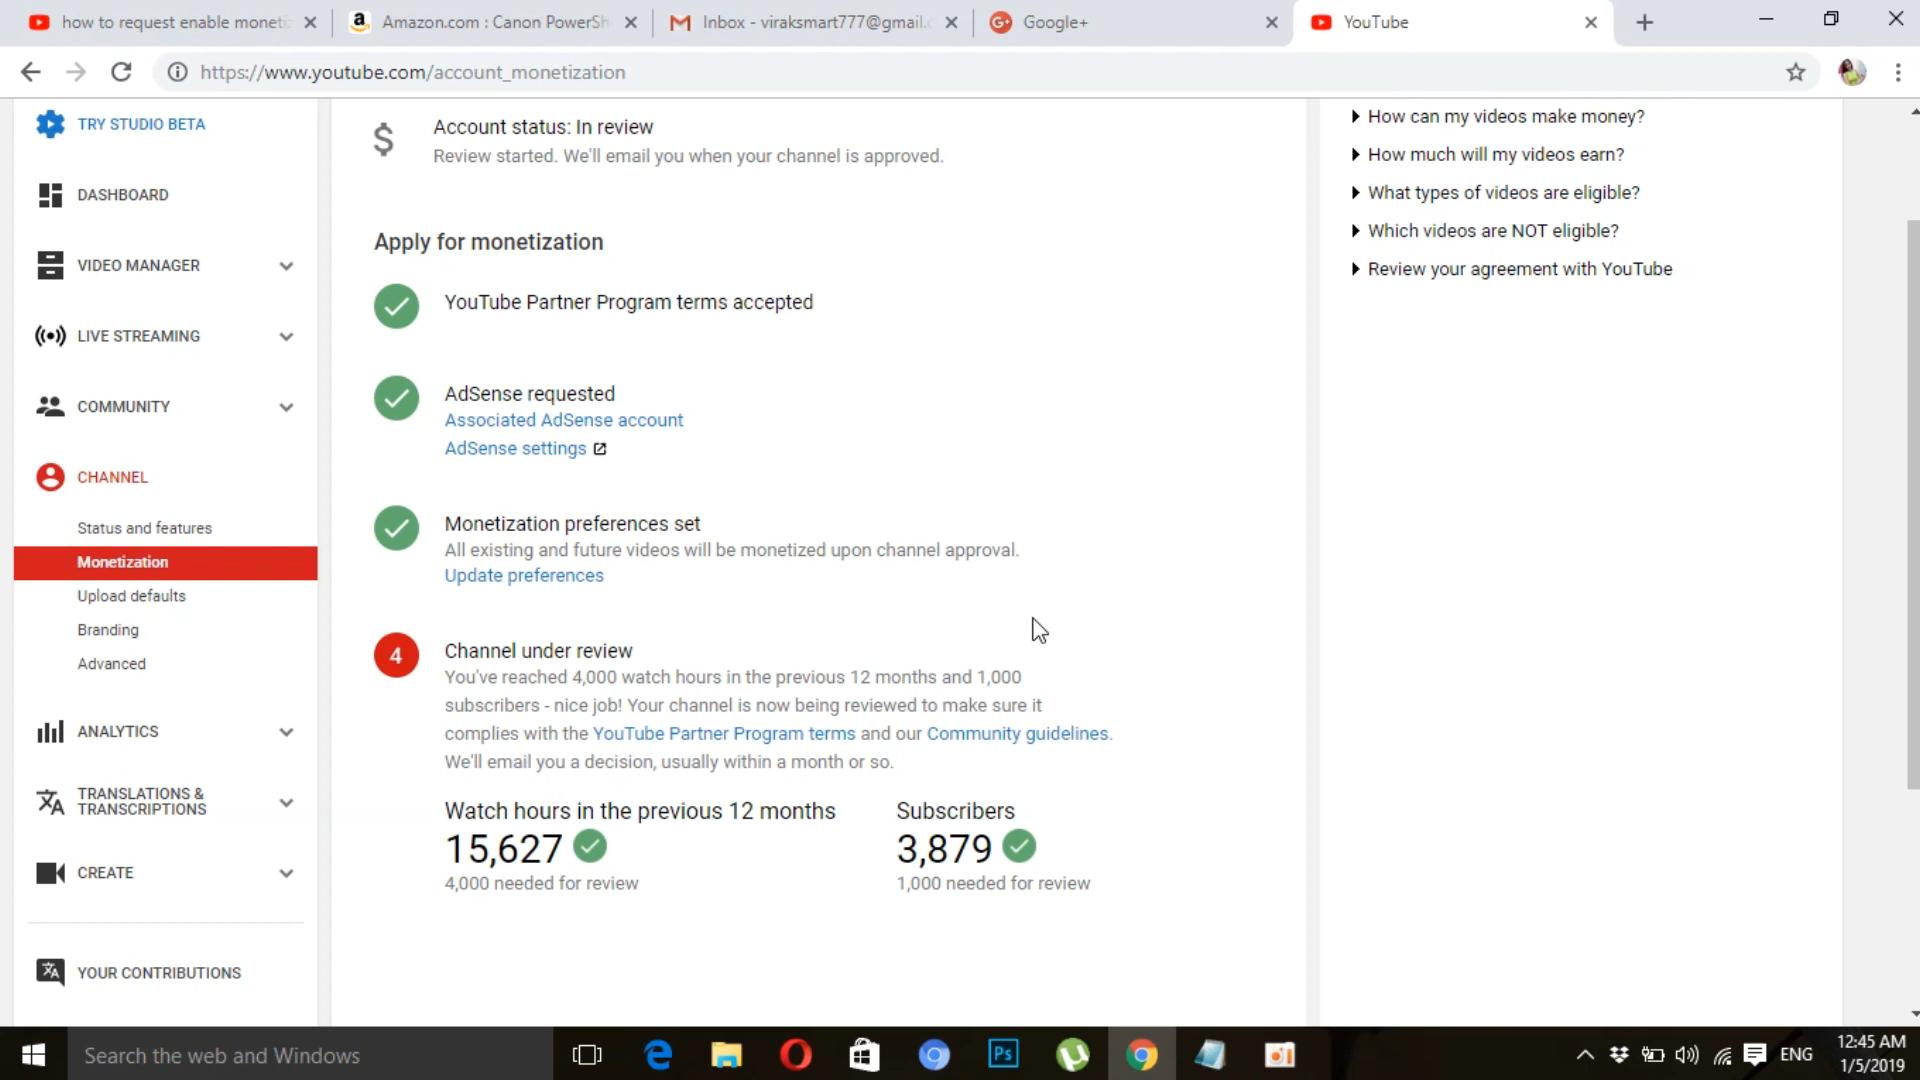 how to request enable moneti
Amazon.com : Canon PowerSh
Inbox - viraksmart777@gmail.
Google+
YouTube
https://www.youtube.com/account_monetization
TRY STUDIO BETA
DASHBOARD
VIDEO MANAGER
LIVE STREAMING
COMMUNITY
CHANNEL
Status and features
Monetization
Upload defaults
Branding
Advanced
ANALYTICS
TRANSLATIONS &
TRANSCRIPTIONS
CREATE
YOUR CONTRIBUTIONS
Account status: In review
Review started. We'll email you when your channel is approved.
Apply for monetization
YouTube Partner Program terms accepted
AdSense requested
Associated AdSense account
AdSense settings
Monetization preferences set
All existing and future videos will be monetized upon channel approval.
Update preferences
4
Channel under review
You've reached 4,000 watch hours in the previous 12 months and 1,000
subscribers - nice job! Your channel is now being reviewed to make sure it
complies with the YouTube Partner Program terms and our Community guidelines.
We'll email you a decision, usually within a month or so.
Watch hours in the previous 12 months
15,627
4,000 needed for review
Subscribers
3,879
1,000 needed for review
How can my videos make money?
How much will my videos earn?
What types of videos are eligible?
Which videos are NOT eligible?
Review your agreement with YouTube
Search the web and Windows
Ps
ENG
12:45 AM
1/5/2019